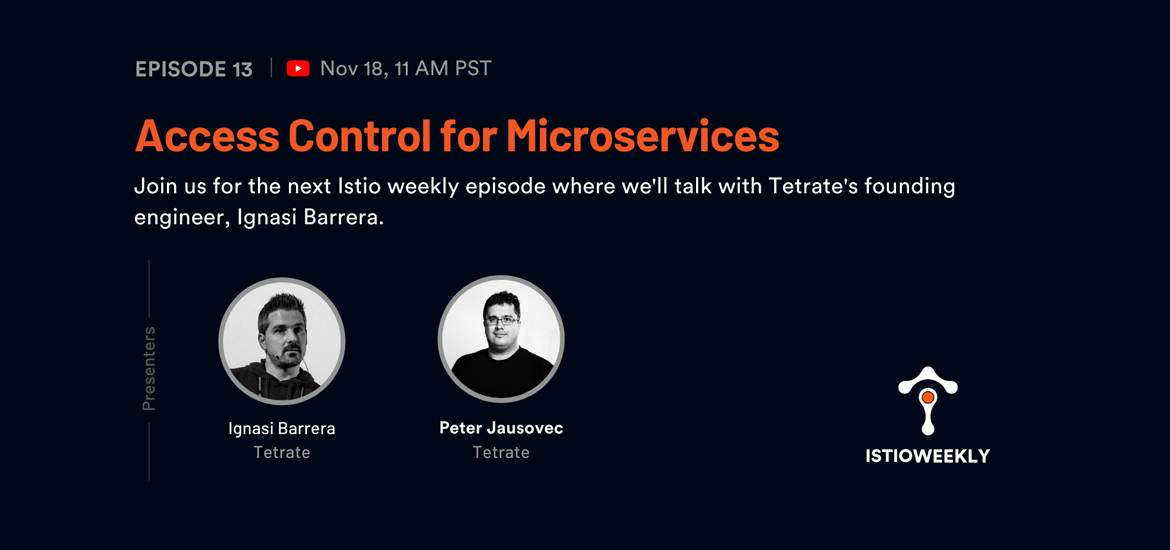 EPISODE 13
Nov 18, 11 AM PST
Access Control for Microservices
Join us for the next Istio weekly episode where we'll talk with Tetrate's founding
engineer, Ignasi Barrera.
Presenters
Ignasi Barrera
Tetrate
Peter Jausovec
Tetrate
ISTIOWEEKLY